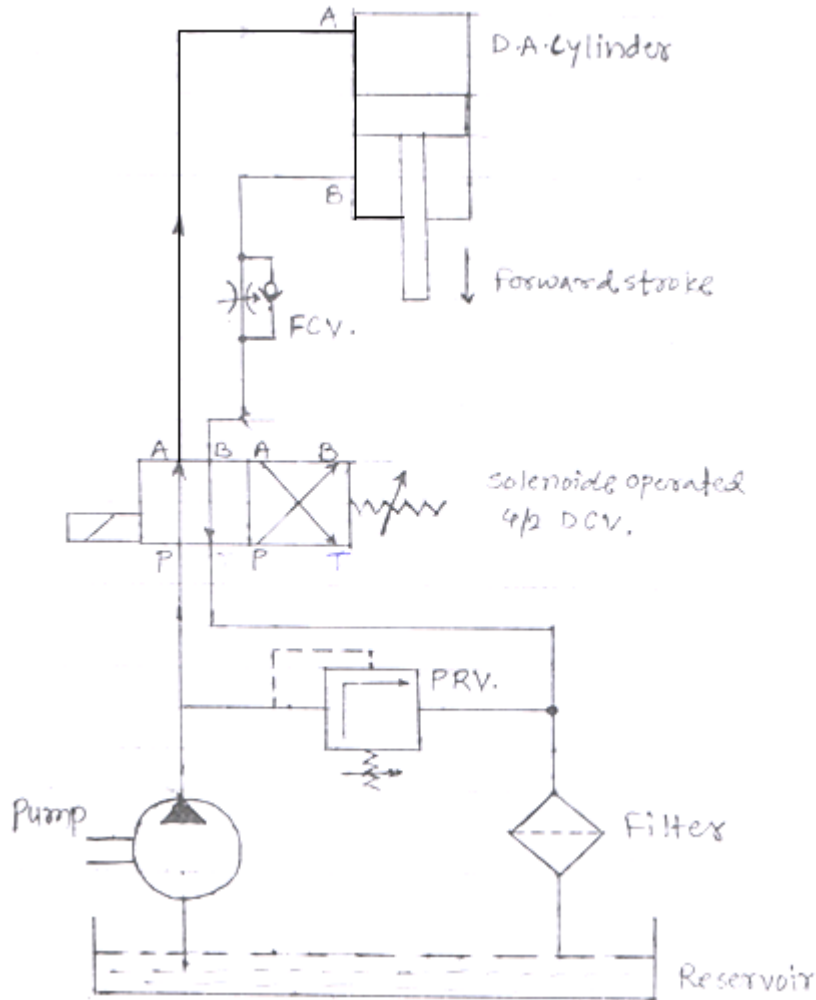 A
D.A.Cylinder
B
Forward stroke
FCV.
A B A B
Solenoide operated
4/2 DCV.
P P T
PRV.
Pump
Filter
Reservoir